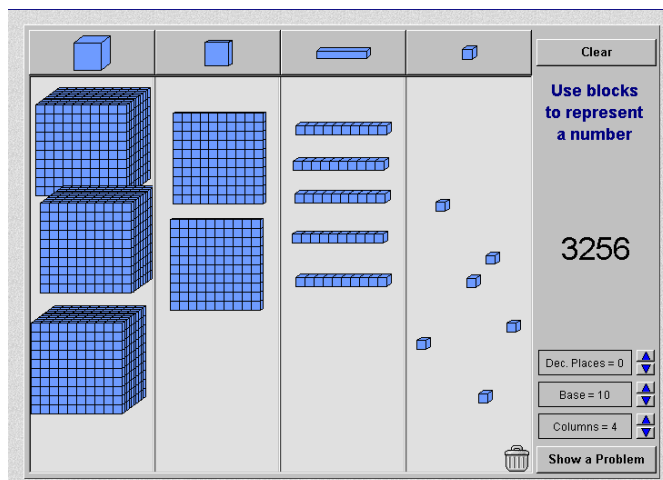 Clear
Use blocks
to represent
a number
3256
Dec. Places = 0
Base = 10
Columns = 4
Show a Problem